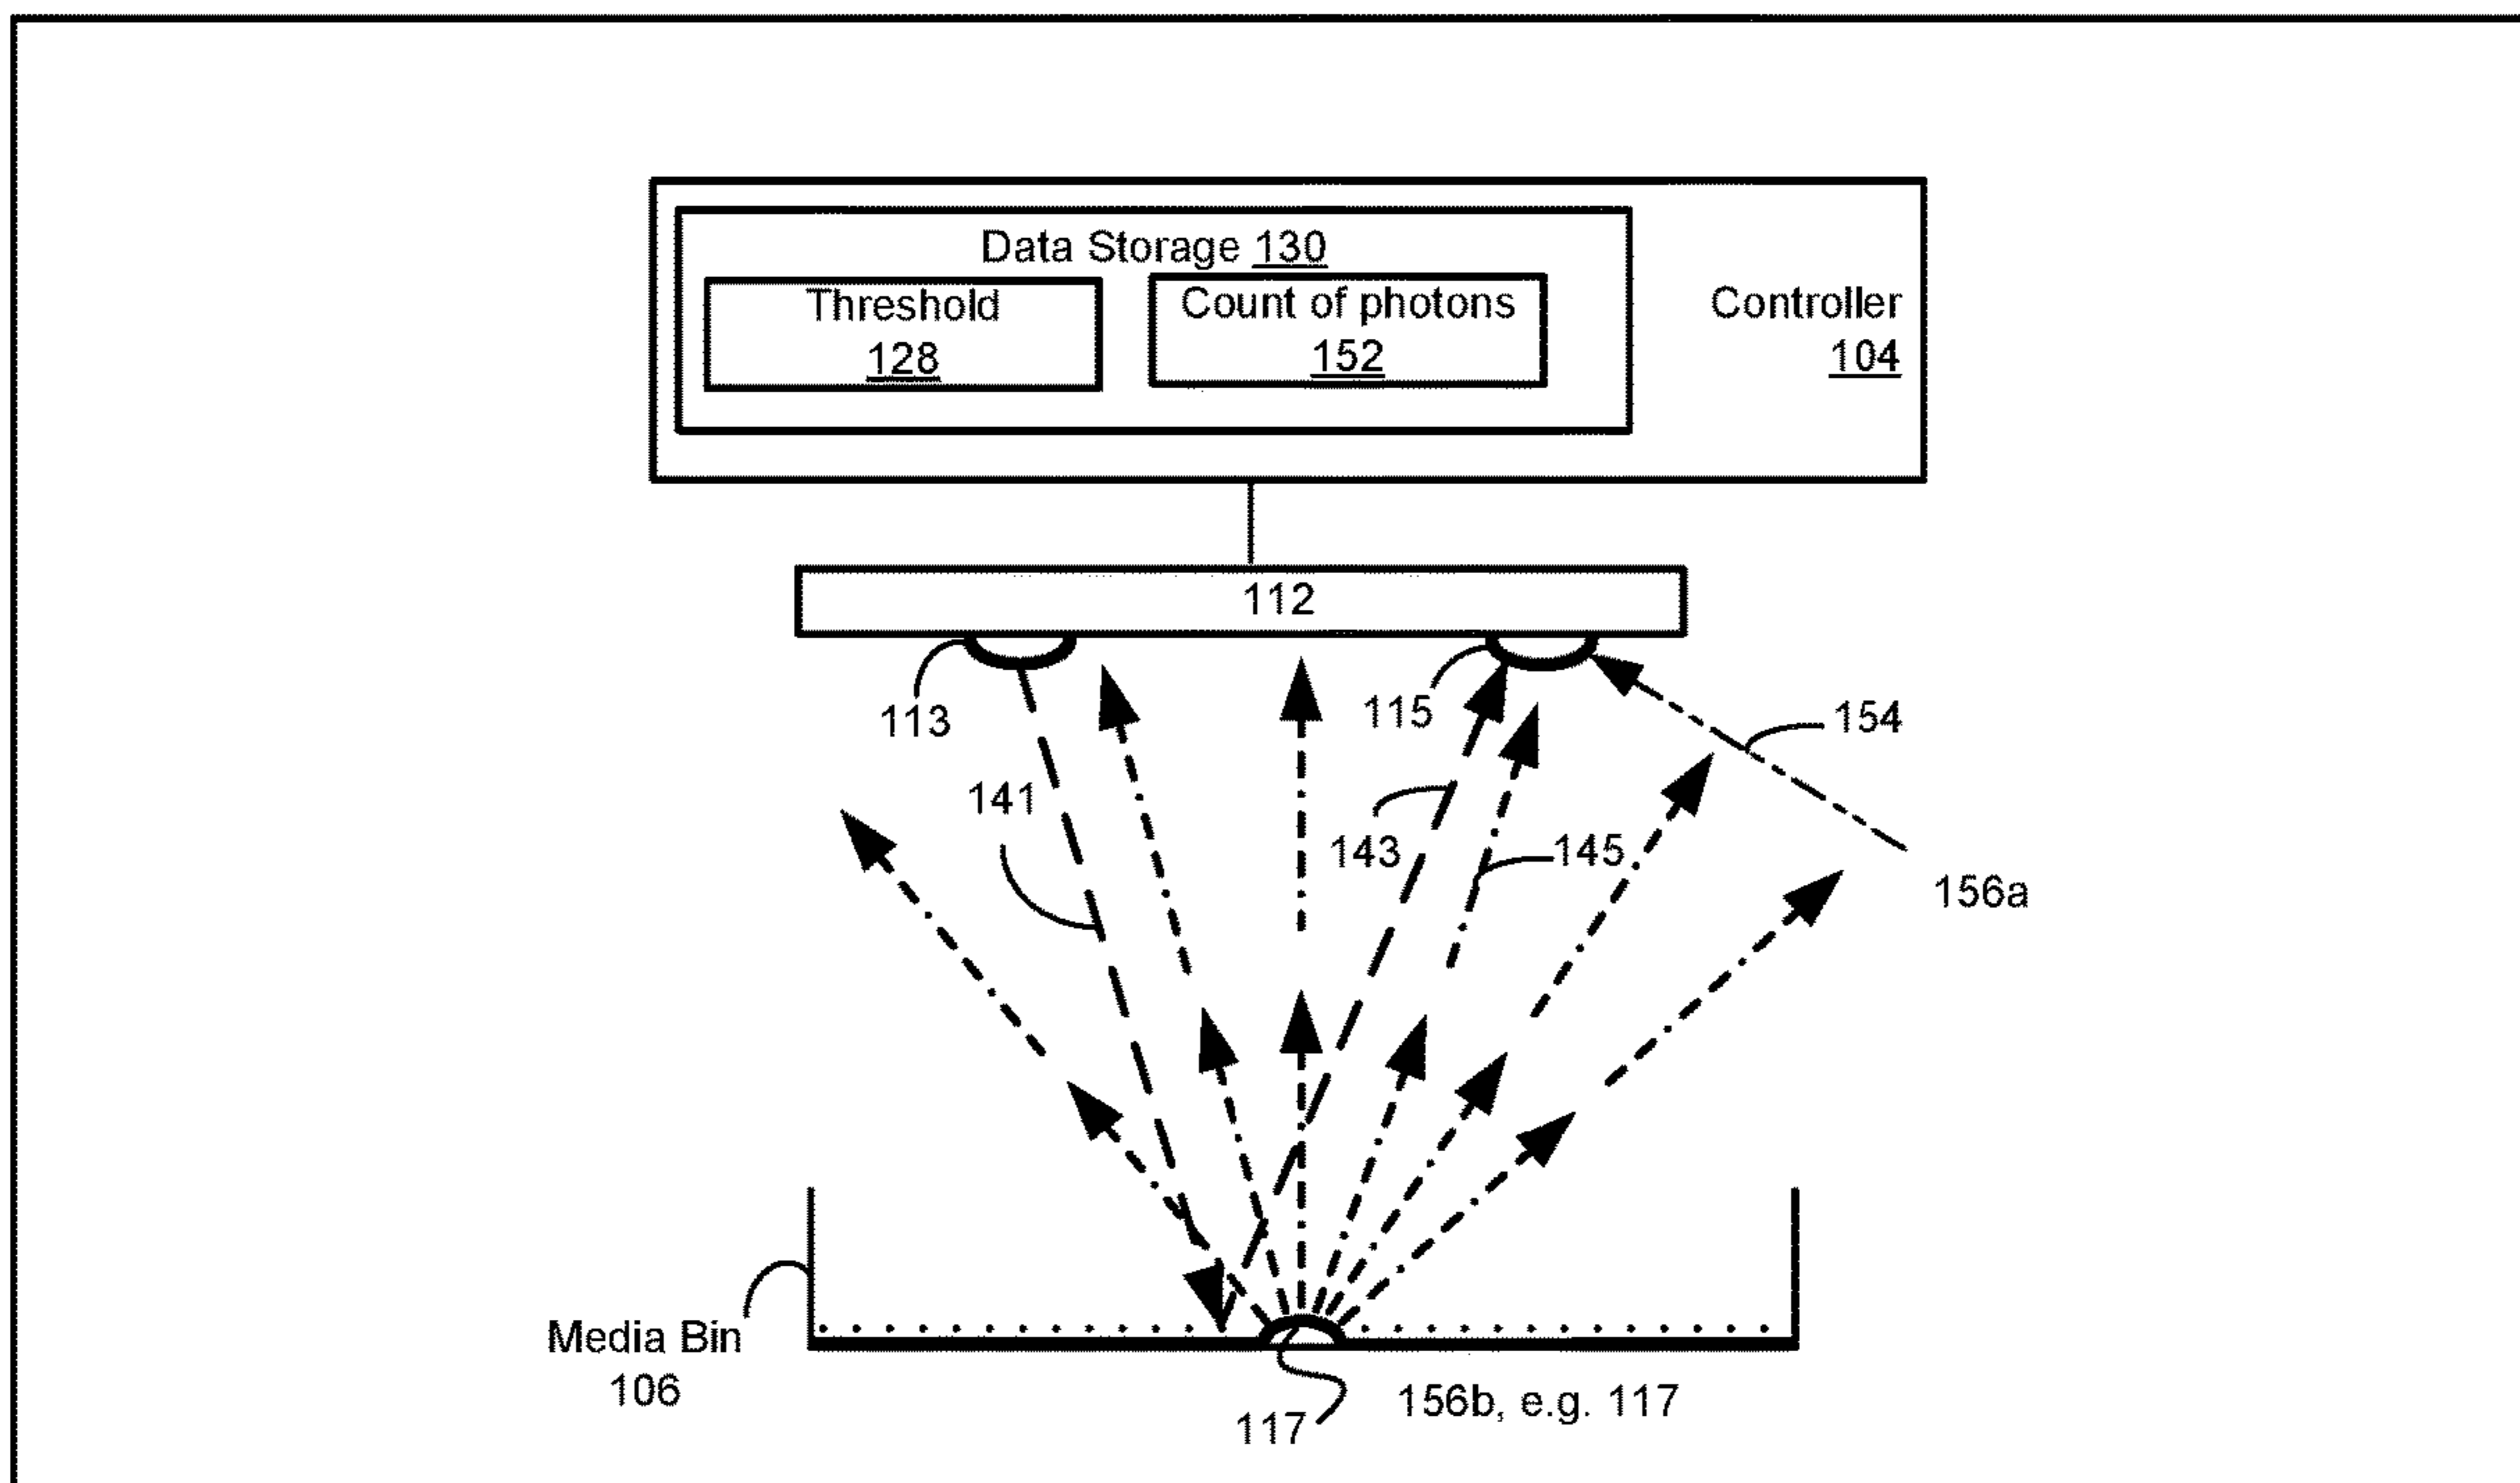 Data Storage 130
Threshold
128
Count of photons
152
Controller
104
112
113
115
154
141
143
145
156a
Media Bin
106
117
156b, e.g. 117